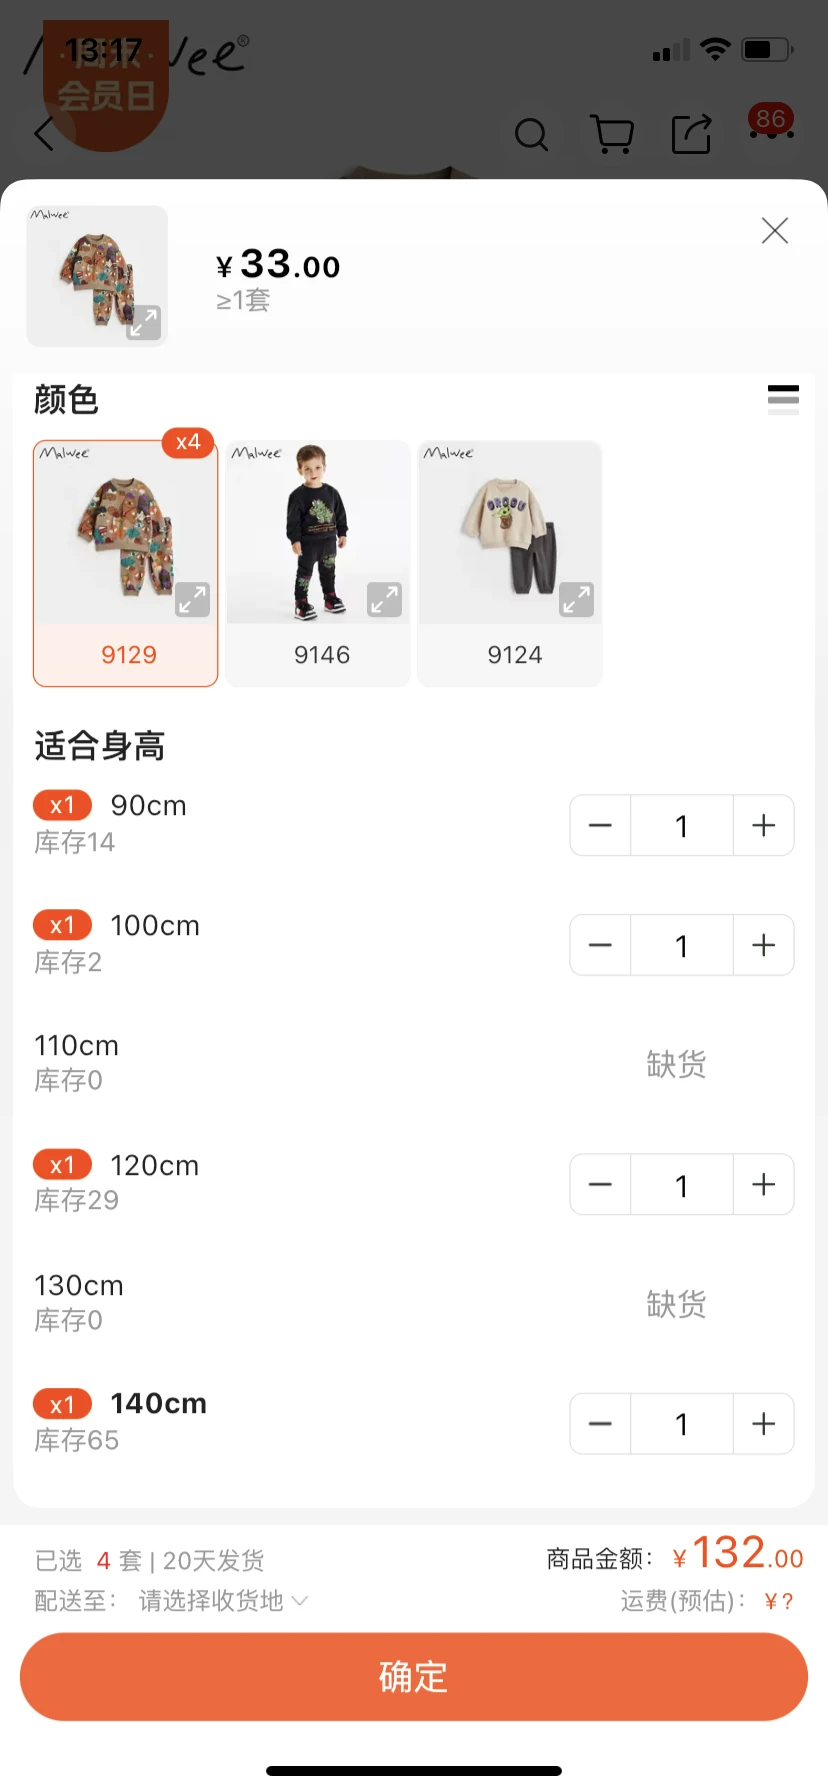 13:17
会员日
86
Malwee
¥33.00
≥1套
颜色
x4
Malwee
Malwee
Malwee
9129
9146
9124
适合身高
x1 90cm
1
库存14
x1 100cm
1
库存2
110cm
缺货
库存0
x1 120cm
1
库存29
130cm
缺货
库存0
x1 140cm
1
库存65
已选 4 套 | 20天发货
商品金额: ¥132.00
配送至: 请选择收货地
运费(预估): ¥?
确定